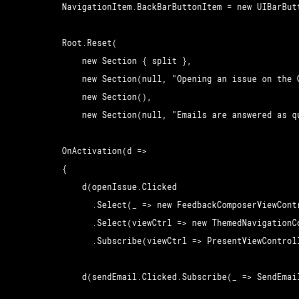 NavigationItem.BackBarButtonItem = new UIBarButt
Root.Reset(
new Section { split },
new Section(null, "Opening an issue on the
new Section(),
new Section(null, "Emails are answered as qu
OnActivation(d =>
{
d(openIssue.Clicked
.Select(_ => new FeedbackComposerViewContr
.Select(viewCtrl => new ThemedNavigationCo
.Subscribe(viewCtrl => PresentViewControll
d(sendEmail.Clicked.Subscribe(_ => SendEmail